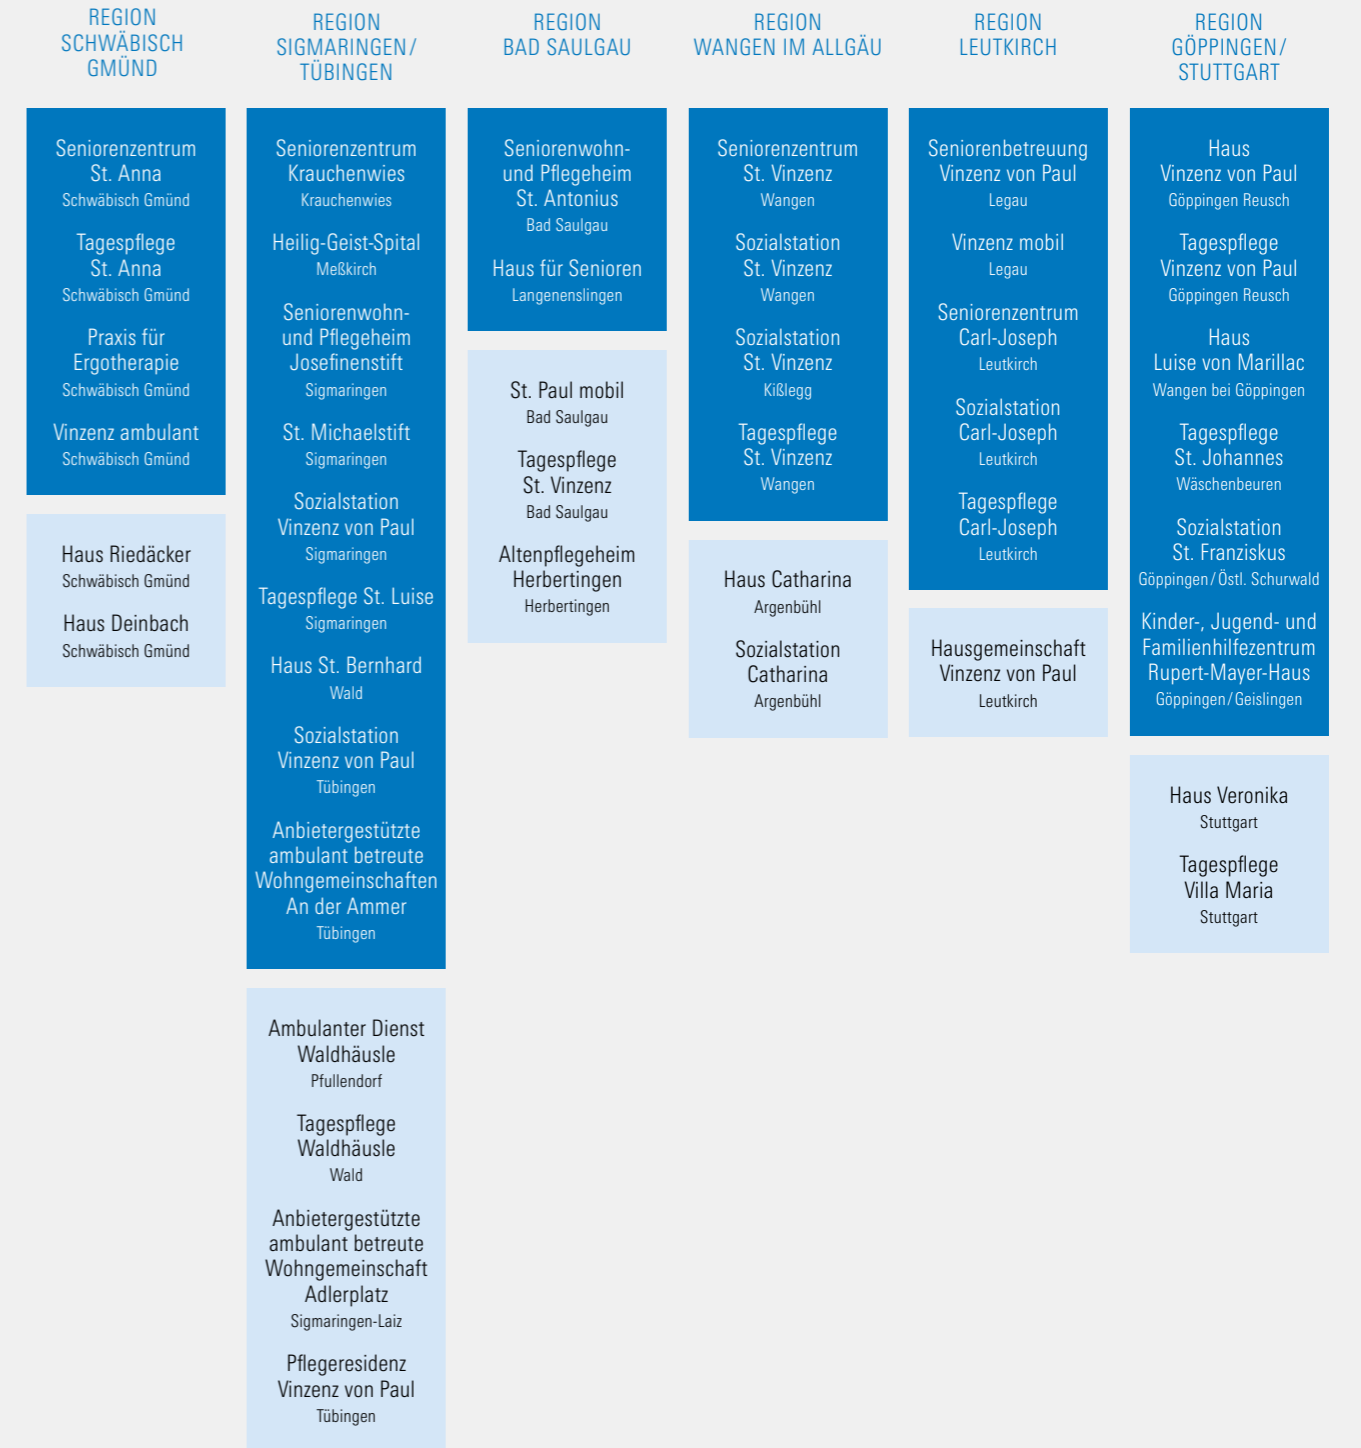 REGION
SCHWÄBISCH
GMÜND
Seniorenzentrum
St. Anna
Schwäbisch Gmünd
Tagespflege
St. Anna
Schwäbisch Gmünd
Praxis für
Ergotherapie
Schwäbisch Gmünd
Vinzenz ambulant
Schwäbisch Gmünd
Haus Riedäcker
Schwäbisch Gmünd
Haus Deinbach
Schwäbisch Gmünd
REGION
SIGMARINGEN/
TÜBINGEN
Seniorenzentrum
Krauchenwies
Krauchenwies
Heilig-Geist-Spital
Meßkirch
Seniorenwohn-
und Pflegeheim
Josefinenstift
Sigmaringen
St. Michaelstift
Sigmaringen
Sozialstation
Vinzenz von Paul
Sigmaringen
Tagespflege St. Luise
Sigmaringen
Haus St. Bernhard
Wald
Sozialstation
Vinzenz von Paul
Tübingen
Anbietergestützte
ambulant betreute
Wohngemeinschaften
An der Ammer
Tübingen
Ambulanter Dienst
Waldhäusle
Pfullendorf
Tagespflege
Waldhäusle
Wald
Anbietergestützte
ambulant betreute
Wohngemeinschaft
Adlerplatz
Sigmaringen-Laiz
Pflegeresidenz
Vinzenz von Paul
Tübingen
REGION
BAD SAULGAU
Seniorenwohn-
und Pflegeheim
St. Antonius
Bad Saulgau
Haus für Senioren
Langenenslingen
St. Paul mobil
Bad Saulgau
Tagespflege
St. Vinzenz
Bad Saulgau
Altenpflegeheim
Herbertingen
Herbertingen
REGION
WANGEN IM ALLGÄU
Seniorenzentrum
St. Vinzenz
Wangen
Sozialstation
St. Vinzenz
Wangen
Sozialstation
St. Vinzenz
Kißlegg
Tagespflege
St. Vinzenz
Wangen
Haus Catharina
Argenbühl
Sozialstation
Catharina
Argenbühl
REGION
LEUTKIRCH
Seniorenbetreuung
Vinzenz von Paul
Legau
Vinzenz mobil
Legau
Seniorenzentrum
Carl-Joseph
Leutkirch
Sozialstation
Carl-Joseph
Leutkirch
Tagespflege
Carl-Joseph
Leutkirch
Hausgemeinschaft
Vinzenz von Paul
Leutkirch
REGION
GÖPPINGEN/
STUTTGART
Haus
Vinzenz von Paul
Göppingen Reusch
Tagespflege
Vinzenz von Paul
Göppingen Reusch
Haus
Luise von Marillac
Wangen bei Göppingen
Tagespflege
St. Johannes
Wäschenbeuren
Sozialstation
St. Franziskus
Göppingen/Östl. Schurwald
Kinder-, Jugend- und
Familienhilfezentrum
Rupert-Mayer-Haus
Göppingen/Geislingen
Haus Veronika
Stuttgart
Tagespflege
Villa Maria
Stuttgart